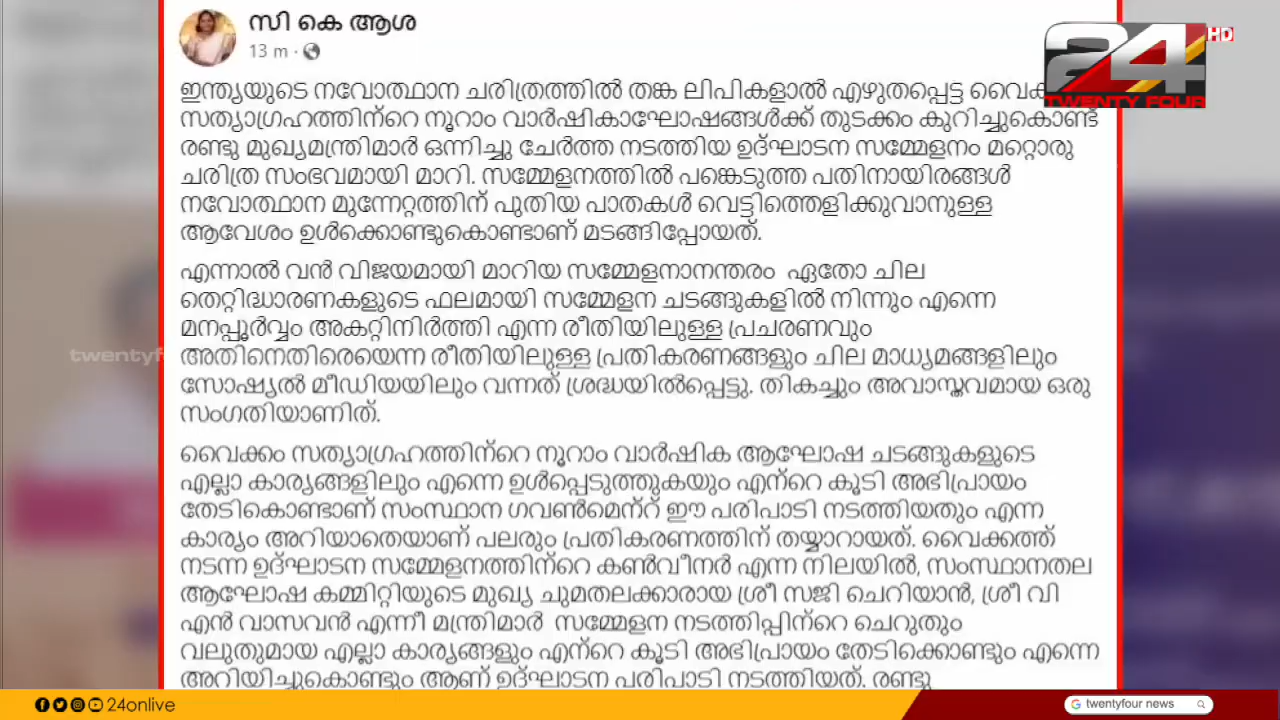 സി കെ ആശ
13 m ·
24 HD
TWENTY FOUR
ഇന്ത്യയുടെ നവോത്ഥാന ചരിത്രത്തിൽ തങ്ക ലിപികളാൽ എഴുതപ്പെട്ട
സത്യാഗ്രഹത്തിന്റെ നൂറാം വാർഷികാഘോഷങ്ങൾക്ക് തുടക്കം കുറിച്ചുകൊണ്ട്
രണ്ടു മുഖ്യമന്ത്രിമാർ ഒന്നിച്ചു ചേർത്ത നടത്തിയ ഉദ്ഘാടന സമ്മേളനം മറ്റൊരു
ചരിത്ര സംഭവമായി മാറി. സമ്മേളനത്തിൽ പങ്കെടുത്ത പതിനായിരങ്ങൾ
നവോത്ഥാന മുന്നേറ്റത്തിന് പുതിയ പാതകൾ വെട്ടിത്തെളിക്കുവാനുള്ള
ആവേശം ഉൾക്കൊണ്ടുകൊണ്ടാണ് മടങ്ങിപ്പോയത്.
എന്നാൽ വൻ വിജയമായി മാറിയ സമ്മേളനാനന്തരം ഏതോ ചില
തെറ്റിദ്ധാരണകളുടെ ഫലമായി സമ്മേളന ചടങ്ങുകളിൽ നിന്നും എന്നെ
മനപ്പൂർവ്വം അകറ്റിനിർത്തി എന്ന രീതിയിലുള്ള പ്രചരണവും
അതിനെതിരെയെന്ന രീതിയിലുള്ള പ്രതികരണങ്ങളും ചില മാധ്യമങ്ങളിലും
സോഷ്യൽ മീഡിയയിലും വന്നത് ശ്രദ്ധയിൽപ്പെട്ടു. തികച്ചും അവാസ്തവമായ ഒരു
സംഗതിയാണിത്.
വൈക്കം സത്യാഗ്രഹത്തിന്റെ നൂറാം വാർഷിക ആഘോഷ ചടങ്ങുകളുടെ
എല്ലാ കാര്യങ്ങളിലും എന്നെ ഉൾപ്പെടുത്തുകയും എന്റെ കൂടി അഭിപ്രായം
തേടികൊണ്ടാണ് സംസ്ഥാന ഗവൺമെന്റ് ഈ പരിപാടി നടത്തിയതും എന്ന
കാര്യം അറിയാതെയാണ് പലരും പ്രതികരണത്തിന് തയ്യാറായത്. വൈക്കത്ത്
നടന്ന ഉദ്ഘാടന സമ്മേളനത്തിന്റെ കൺവീനർ എന്ന നിലയിൽ, സംസ്ഥാനതല
ആഘോഷ കമ്മിറ്റിയുടെ മുഖ്യ ചുമതലക്കാരായ ശ്രീ സജി ചെറിയാൻ, ശ്രീ വി
എൻ വാസവൻ എന്നീ മന്ത്രിമാർ സമ്മേളന നടത്തിപ്പിന്റെ ചെറുതും
വലുതുമായ എല്ലാ കാര്യങ്ങളും എന്റെ കൂടി അഭിപ്രായം തേടിക്കൊണ്ടും എന്നെ
അറിയിച്ചുകൊണ്ടും ആണ് ഉദ്ഘാടന പരിപാടി നടത്തിയത്. രണ്ടു
24onlive
twentyfour news